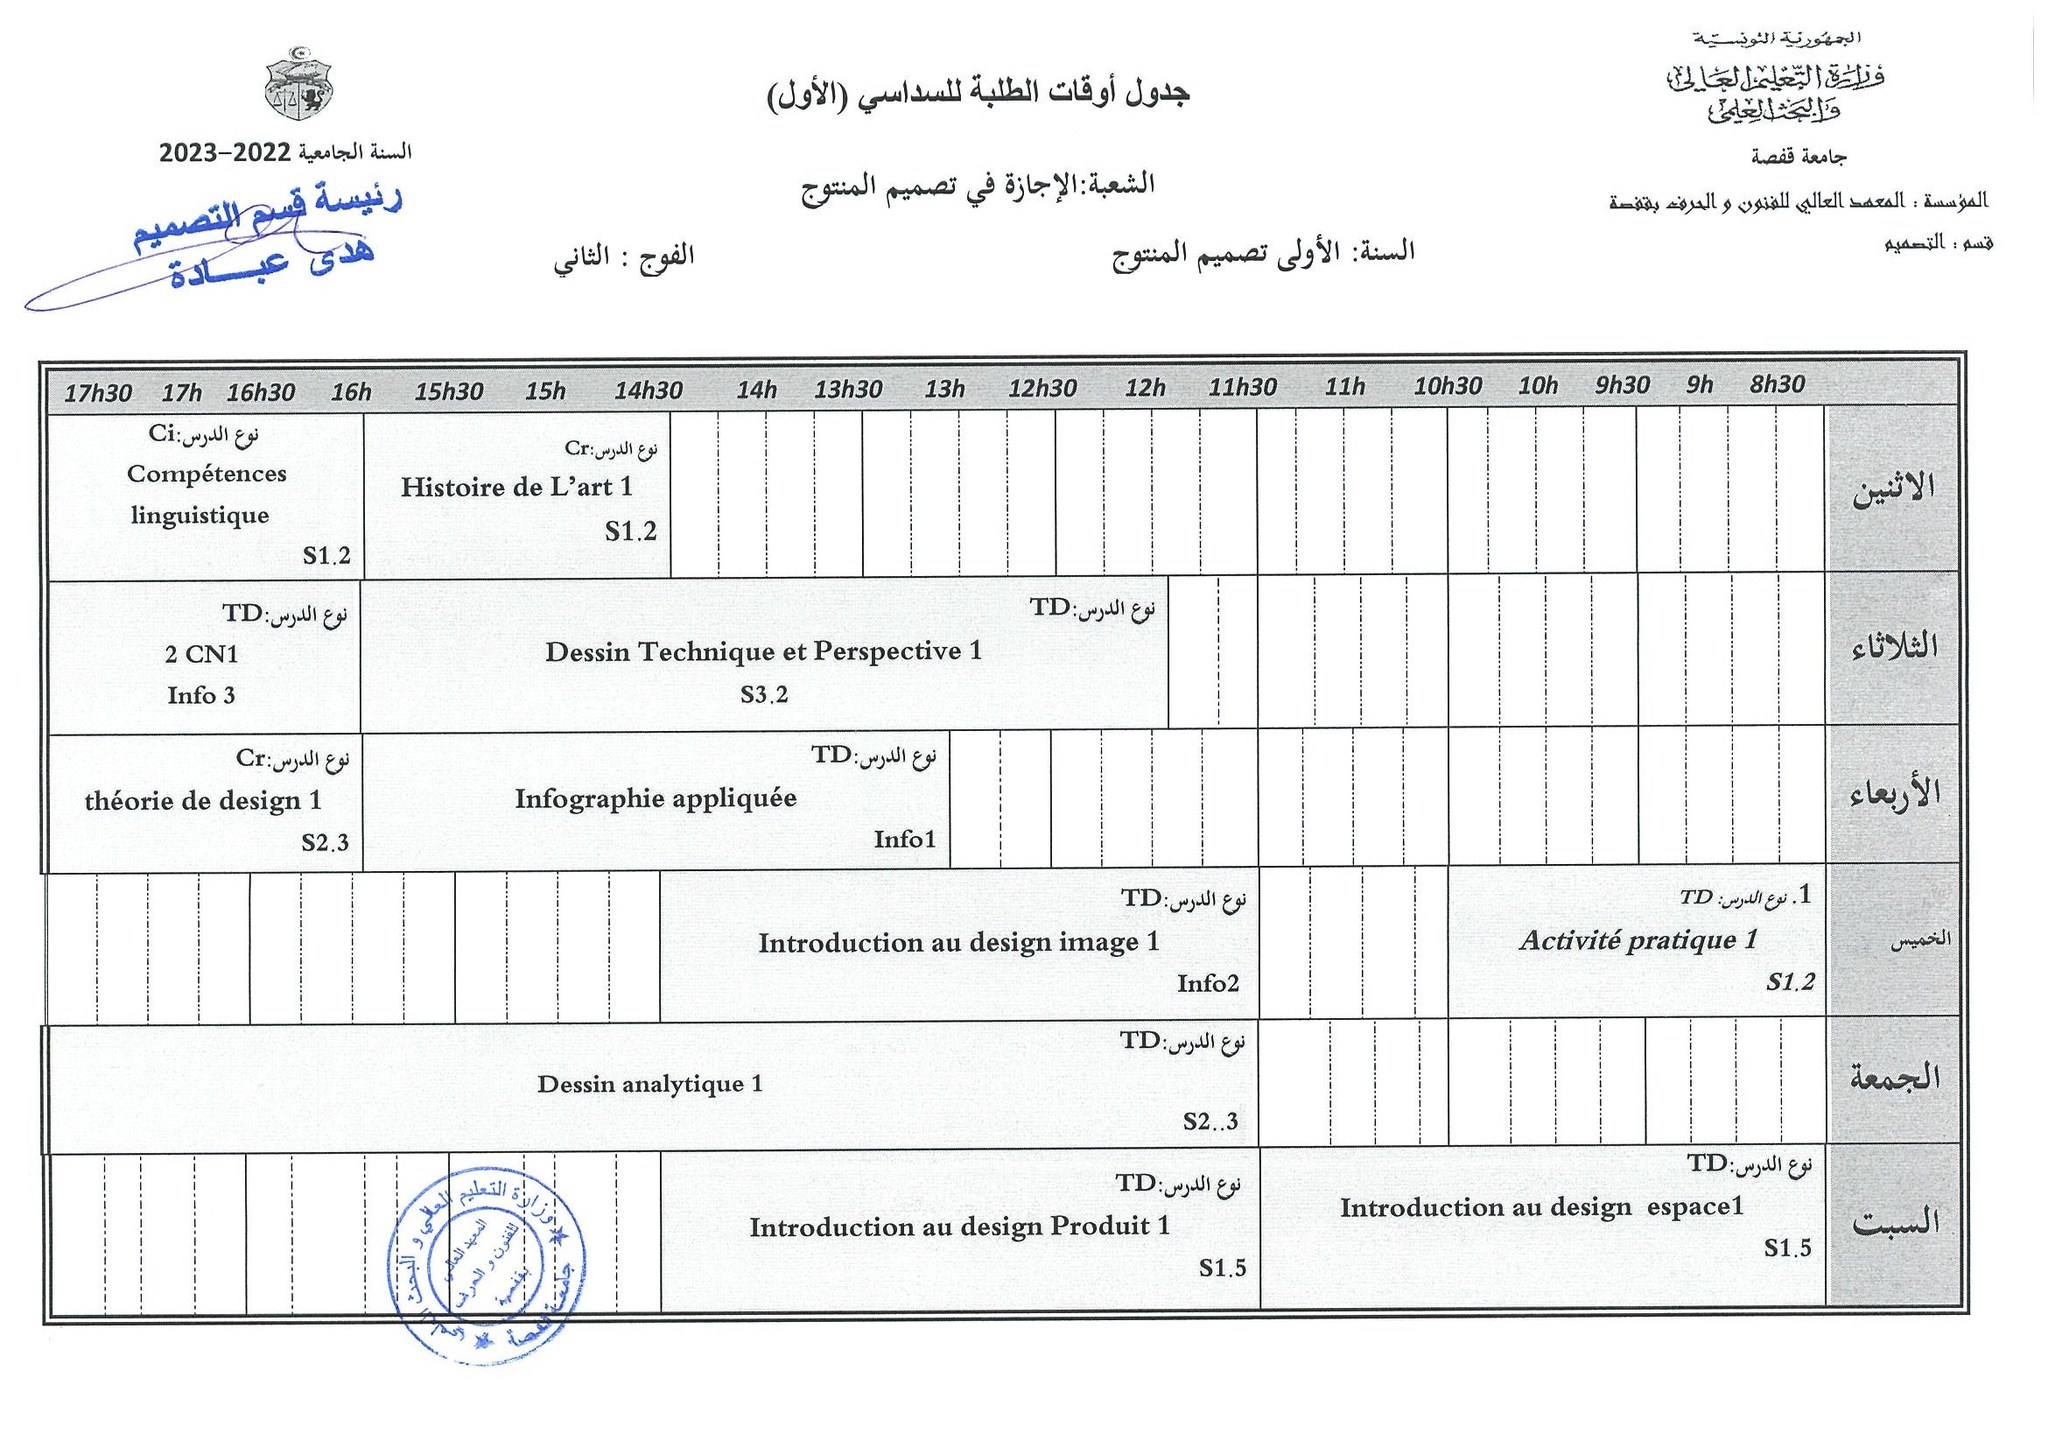 الجمهورية التونسية
وزارة التعليم العالي
والبحث العلمي
جامعة قفصة
المؤسسة : المعهد العالي للفنون و الحرف بقفصة
قسم : التصميم
جدول أوقات الطلبة للسداسي (الأول)
الشعبة:الإجازة في تصميم المنتوج
السنة: الأولى تصميم المنتوج
الفوج : الثاني
السنة الجامعية 2022-2023
رئيسة قسم التصميم
هدى عبادة
17h30 17h 16h30 16h 15h30 15h 14h30 14h 13h30 13h 12h30 12h 11h30 11h 10h30 10h 9h30 9h 8h30
الاثنين
نوع الدرس:Cr
Histoire de L’art 1
S1.2
نوع الدرس:Ci
Compétences
linguistique
S1.2
الثلاثاء
نوع الدرس:TD
Dessin Technique et Perspective 1
S3.2
نوع الدرس:TD
2 CN1
Info 3
الأربعاء
نوع الدرس:TD
Infographie appliquée
Info1
نوع الدرس:Cr
théorie de design 1
S2.3
الخميس
1. نوع الدرس: TD
Activité pratique 1
S1.2
نوع الدرس:TD
Introduction au design image 1
Info2
الجمعة
نوع الدرس:TD
Dessin analytique 1
S2..3
السبت
نوع الدرس:TD
Introduction au design espace1
S1.5
نوع الدرس:TD
Introduction au design Produit 1
S1.5
وزارة التعليم العالي و البحث العلمي
جامعة قفصة
المعهد العالي
للفنون و الحرف
بقفصة